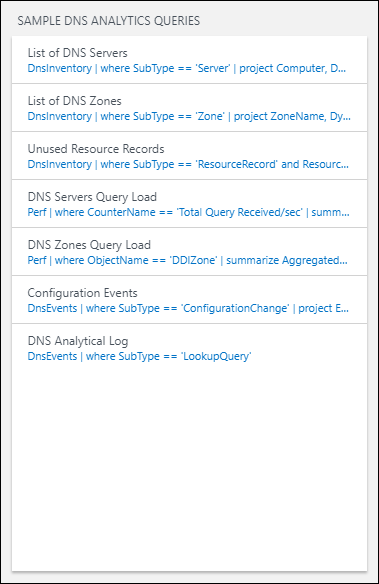 SAMPLE DNS ANALYTICS QUERIES
List of DNS Servers
DnsInventory | where SubType == 'Server' | project Computer, D...
List of DNS Zones
DnsInventory | where SubType == 'Zone' | project ZoneName, Dy...
Unused Resource Records
DnsInventory | where SubType == 'ResourceRecord' and Resourc...
DNS Servers Query Load
Perf | where CounterName == 'Total Query Received/sec' | summ...
DNS Zones Query Load
Perf | where ObjectName == 'DDIZone' | summarize Aggregated...
Configuration Events
DnsEvents | where SubType == 'ConfigurationChange' | project E...
DNS Analytical Log
DnsEvents | where SubType == 'LookupQuery'